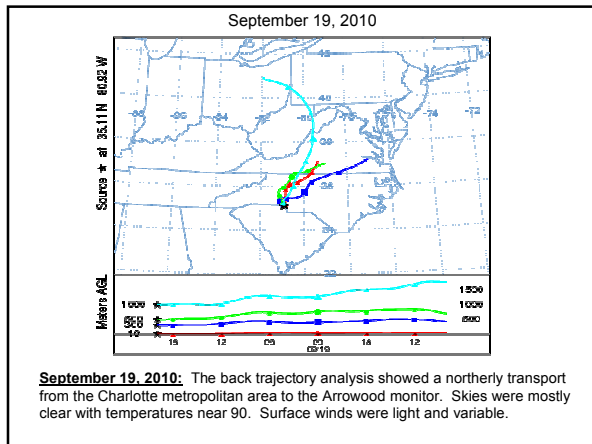 September 19, 2010
Source ★ at 35.11 N 80.92 W
40
35
Meters AGL
1500
1000
500
1000
500
300
10
18 12 06 00 18 12
09/19
September 19, 2010: The back trajectory analysis showed a northerly transport
from the Charlotte metropolitan area to the Arrowood monitor. Skies were mostly
clear with temperatures near 90. Surface winds were light and variable.